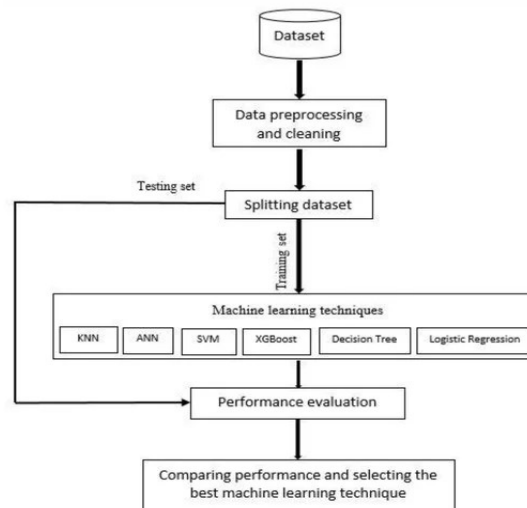 Dataset
Data preprocessing
and cleaning
Testing set
Splitting dataset
Training set
Machine learning techniques
KNN
ANN
SVM
XGBoost
Decision Tree
Logistic Regression
Performance evaluation
Comparing performance and selecting the
best machine learning technique